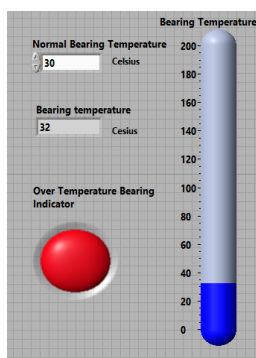 Bearing Temperature
Normal Bearing Temperature
30 Celsius
Bearing temperature
32 Cesius
Over Temperature Bearing
Indicator
200
180
160
140
120
100
80
60
40
20
0